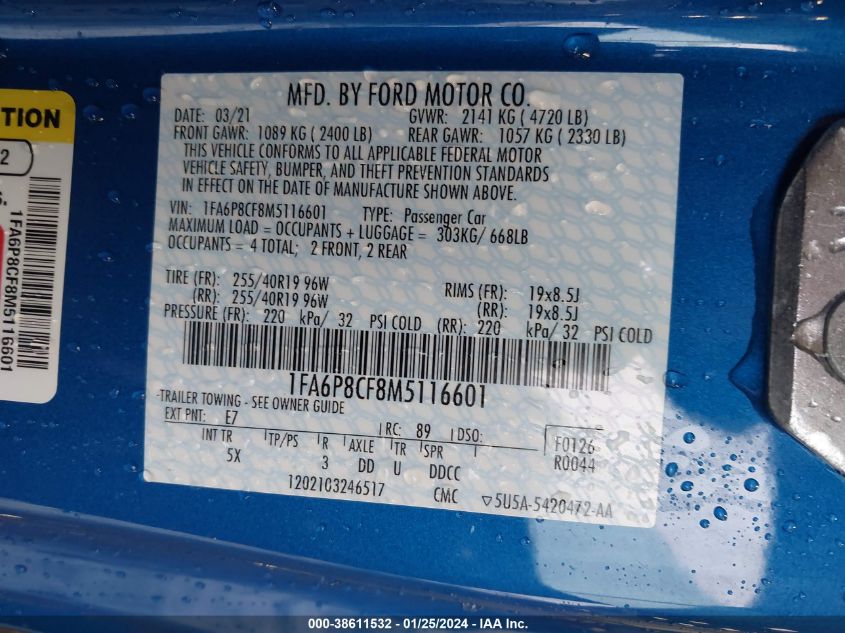 MFD. BY FORD MOTOR CO.
DATE: 03/21 GVWR: 2141 KG ( 4720 LB)
FRONT GAWR: 1089 KG ( 2400 LB) REAR GAWR: 1057 KG ( 2330 LB)
THIS VEHICLE CONFORMS TO ALL APPLICABLE FEDERAL MOTOR
VEHICLE SAFETY, BUMPER, AND THEFT PREVENTION STANDARDS
IN EFFECT ON THE DATE OF MANUFACTURE SHOWN ABOVE.
VIN: 1FA6P8CF8M5116601 TYPE: Passenger Car
MAXIMUM LOAD = OCCUPANTS + LUGGAGE = 303KG/ 668LB
OCCUPANTS = 4 TOTAL; 2 FRONT, 2 REAR
TIRE (FR): 255/40R19 96W RIMS (FR): 19x8.5J
(RR): 255/40R19 96W (RR): 19x8.5J
PRESSURE (FR): 220 kPa/ 32 PSI COLD (RR): 220 kPa/ 32 PSI COLD
1FA6P8CF8M5116601
TRAILER TOWING - SEE OWNER GUIDE
EXT PNT: E7 RC: 89 DSO: F0126
INT TR TP/PS R AXLE TR SPR R0044
5X 3 DD U DDCC
1202103246517 CMC ▽5U5A-5420472-AA
TION
2
1FA6P8CF8M5116601
000-38611532 - 01/25/2024 - IAAI, Inc.